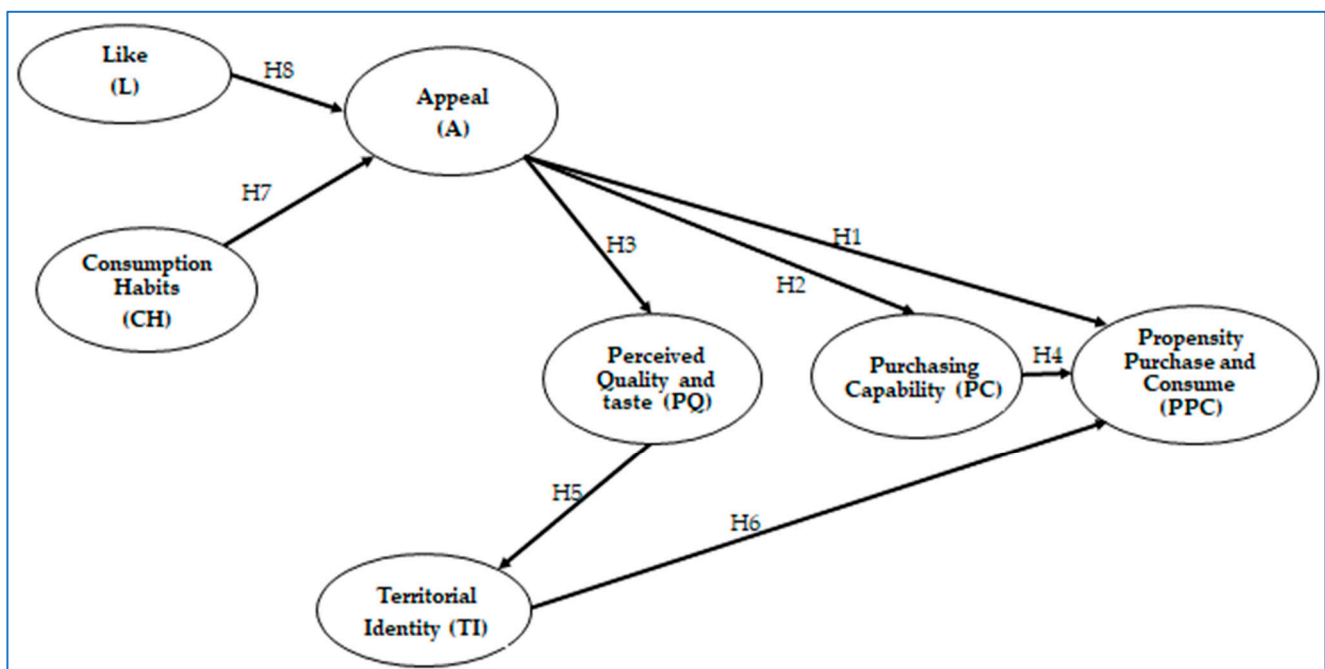 Like
(L)
H8
Appeal
(A)
H7
Consumption
Habits
(CH)
H3
H2
H1
Perceived
Quality and
taste (PQ)
Purchasing
Capability (PC)
H4
Propensity
Purchase and
Consume
(PPC)
H5
H6
Territorial
Identity (TI)